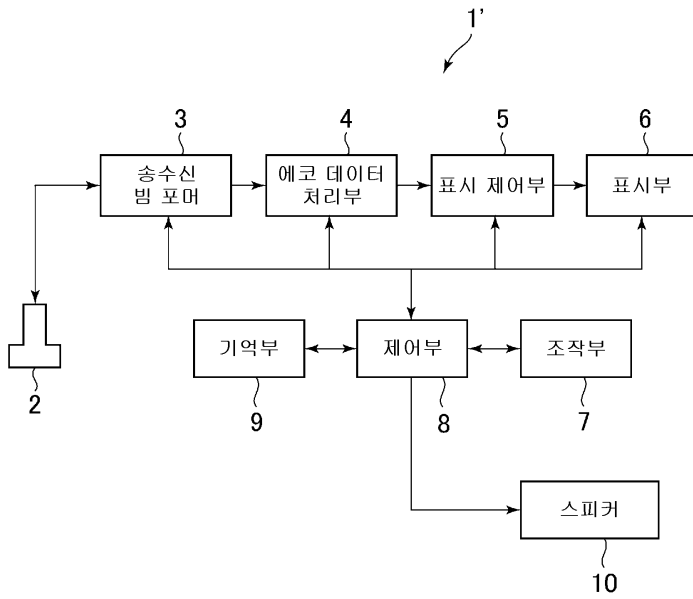 1’
3
4
5
6
송수신
빔 포머
에코 데이터
처리부
표시 제어부
표시부
기억부
제어부
조작부
2
9
8
7
스피커
10